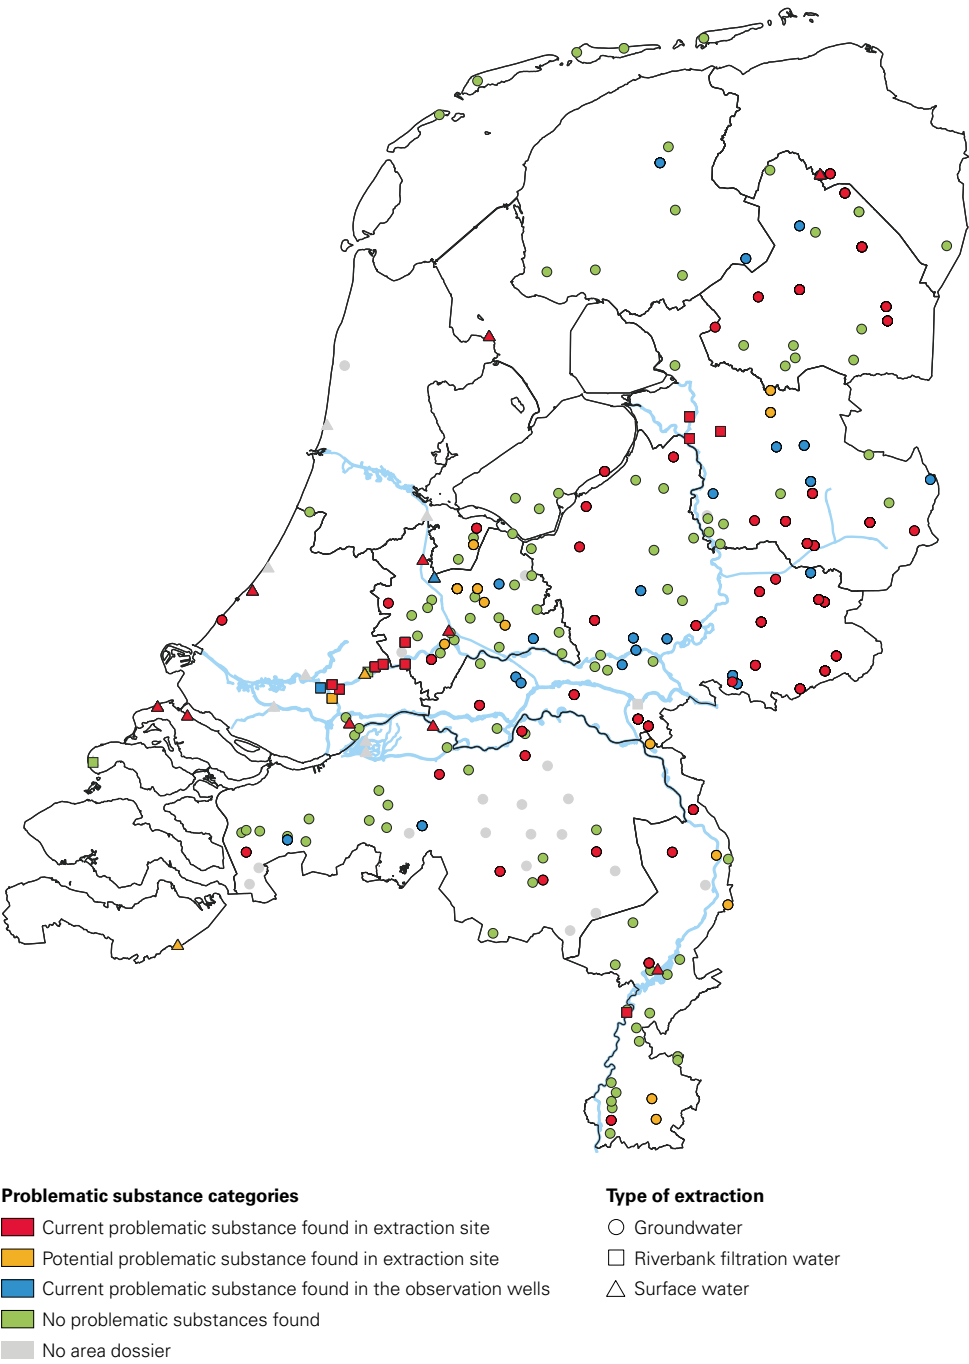 Problematic substance categories
Current problematic substance found in extraction site
Potential problematic substance found in extraction site
Current problematic substance found in the observation wells
No problematic substances found
No area dossier
Type of extraction
Groundwater
Riverbank filtration water
Surface water